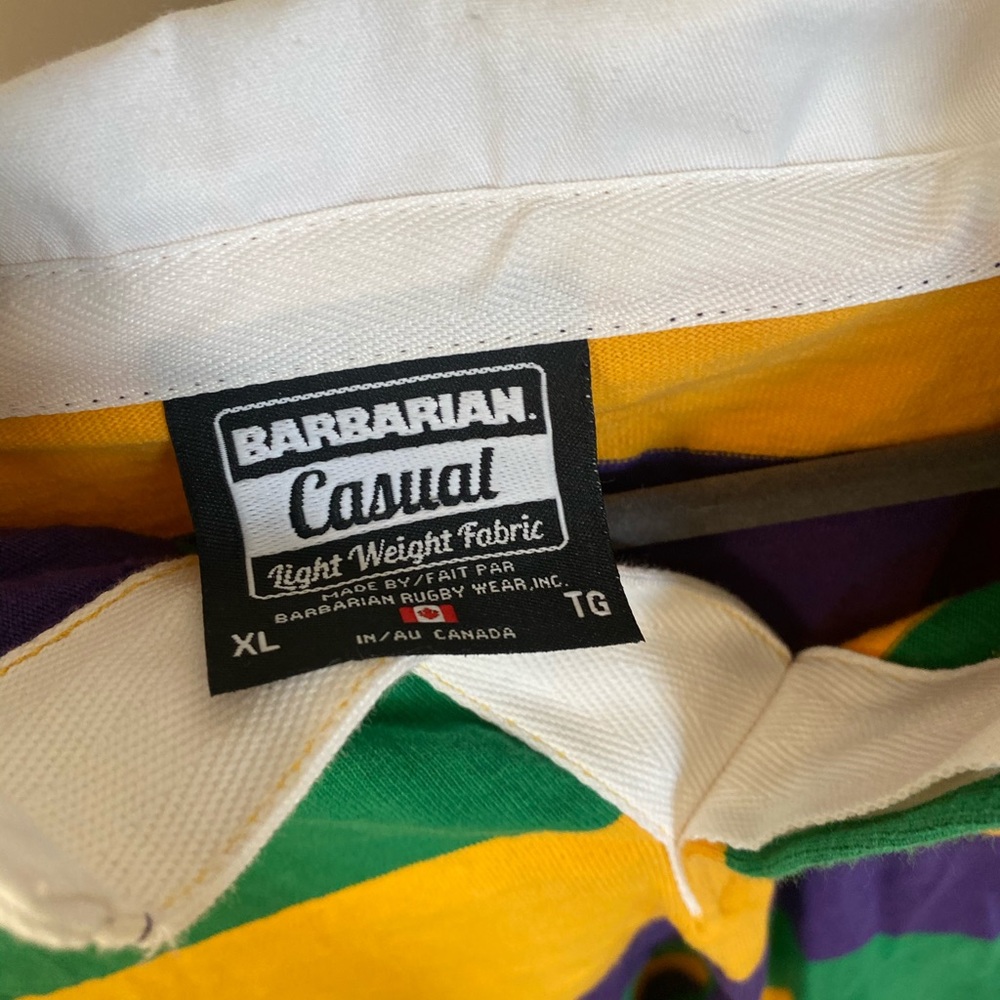 BARBARIAN.
Casual
Light Weight Fabric
MADE BY/FAIT PAR
BARBARIAN RUGBY WEAR, INC.
XL TG
IN/AU CANADA